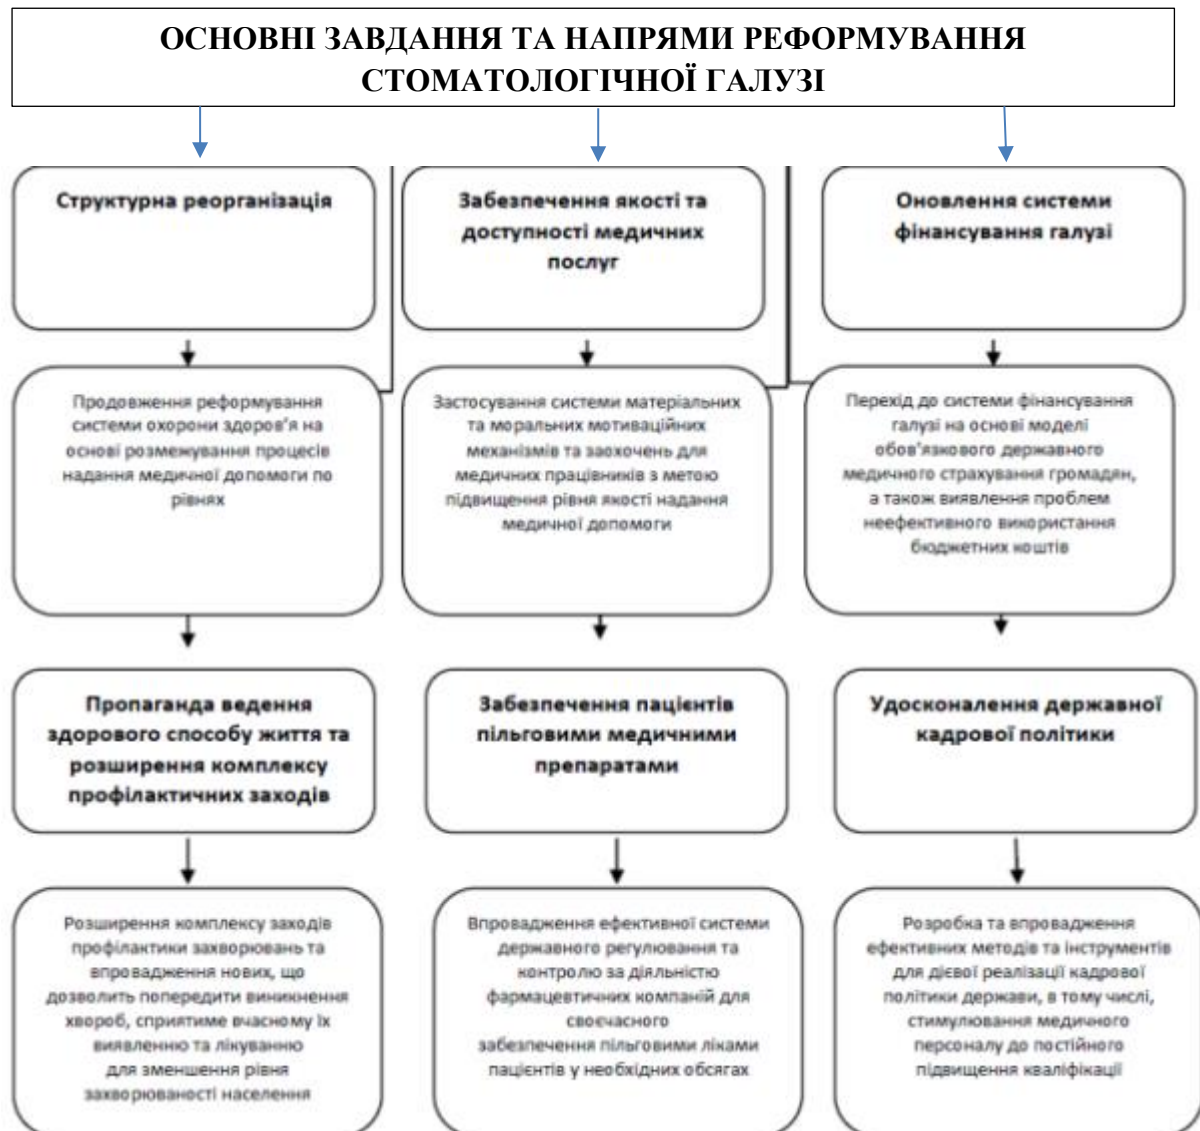 ОСНОВНІ ЗАВДАННЯ ТА НАПРЯМИ РЕФОРМУВАННЯ
СТОМАТОЛОГІЧНОЇ ГАЛУЗІ
Структурна реорганізація
Забезпечення якості та
доступності медичних
послуг
Оновлення системи
фінансування галузі
Продовження реформування
системи охорони здоров'я на
основі розмежування процесів
надання медичної допомоги по
рівнях
Застосування системи матеріальних
та моральних мотиваційних
механізмів та заохочень для
медичних працівників з метою
підвищення рівня якості надання
медичної допомоги
Перехід до системи фінансування
галузі на основі моделі
обов'язкового державного
медичного страхування громадян,
а також виявлення проблем
неефективного використання
бюджетних коштів
Пропаганда ведення
здорового способу життя та
розширення комплексу
профілактичних заходів
Забезпечення пацієнтів
пільговими медичними
препаратами
Удосконалення державної
кадрової політики
Розширення комплексу заходів
профілактики захворювань та
впровадження нових, що
дозволить попередити виникнення
хвороб, сприятиме вчасному їх
виявленню та лікуванню
для зменшення рівня
захворюваності населення
Впровадження ефективної системи
державного регулювання та
контролю за діяльністю
фармацевтичних компаній для
своєчасного
забезпечення пільговими ліками
пацієнтів у необхідних обсягах
Розробка та впровадження
ефективних методів та інструментів
для дієвої реалізації кадрової
політики держави, в тому числі,
стимулювання медичного
персоналу до постійного
підвищення кваліфікації